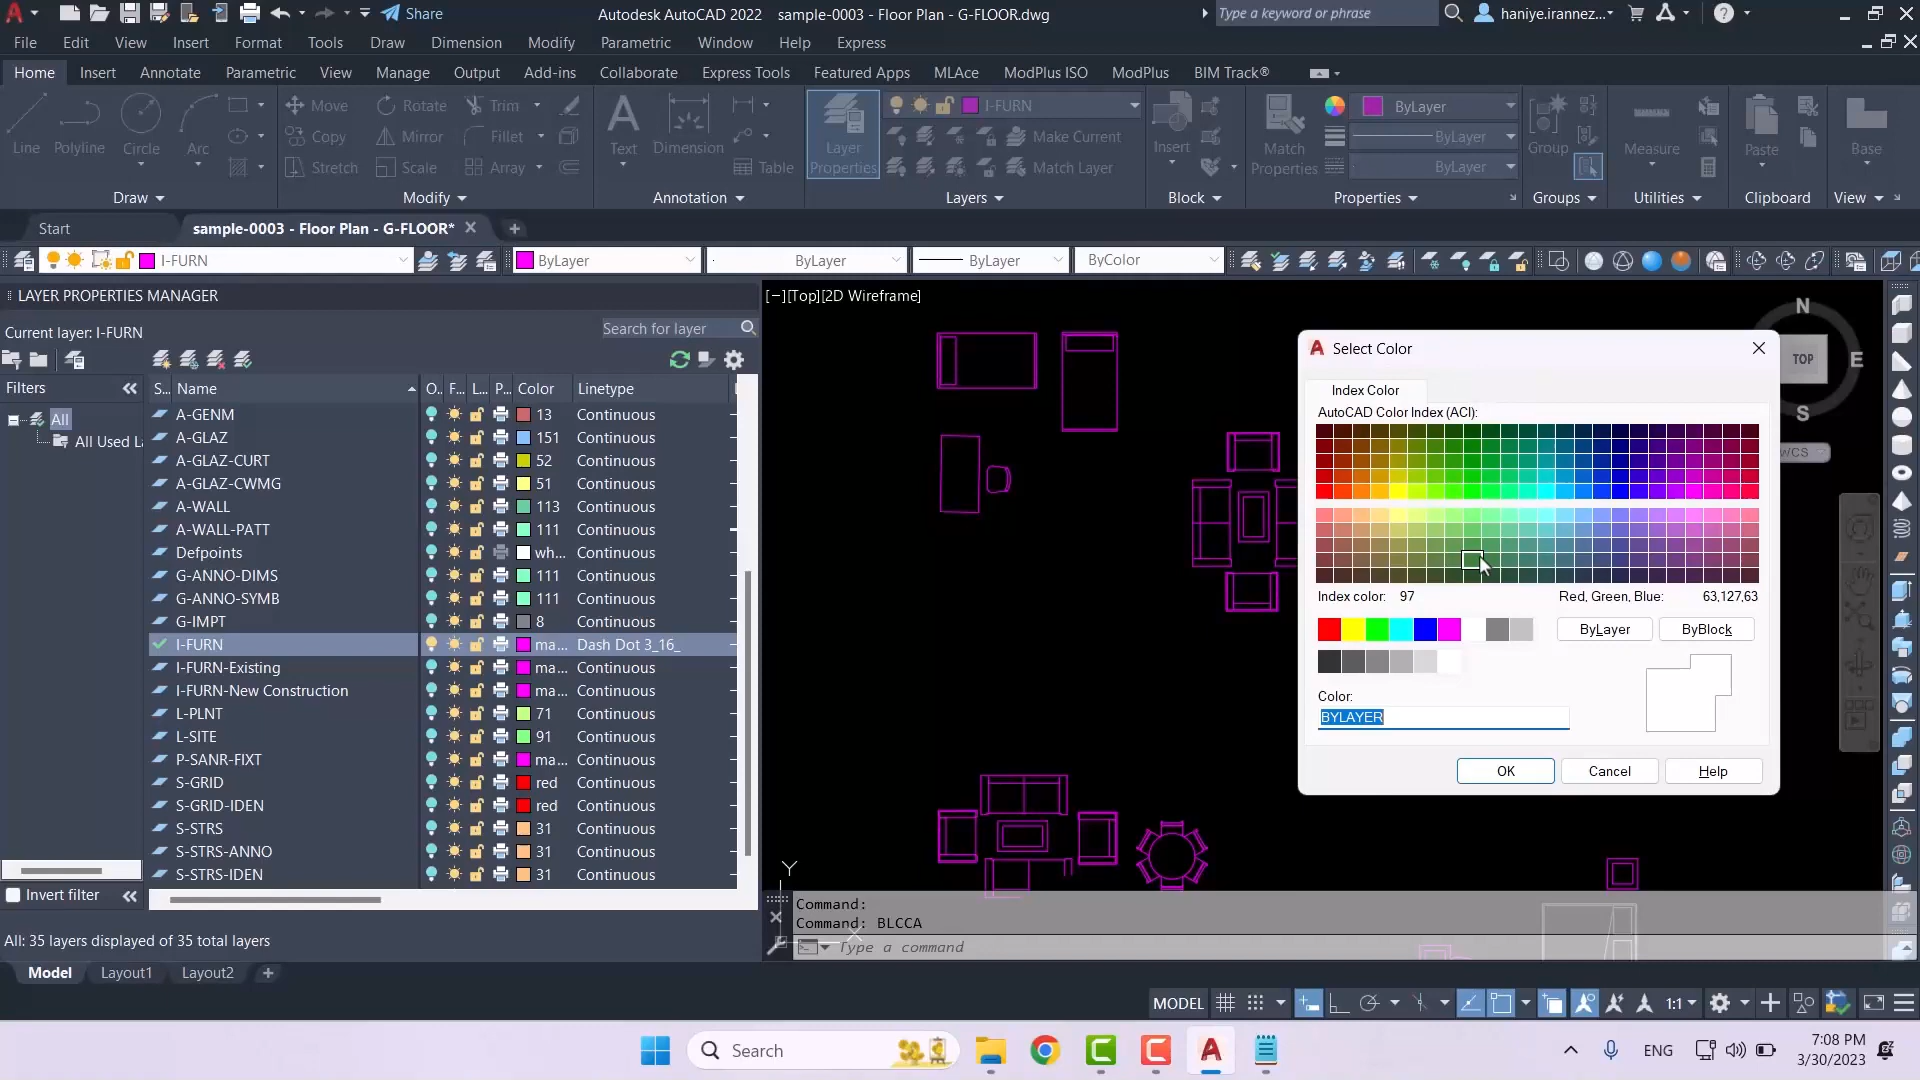 Share
Autodesk AutoCAD 2022 sample-0003 - Floor Plan - G-FLOOR.dwg
Type a keyword or phrase
haniye.irannez...
File Edit View Insert Format Tools Draw Dimension Modify Parametric Window Help Express
Home Insert Annotate Parametric View Manage Output Add-ins Collaborate Express Tools Featured Apps MLAce ModPlus ISO ModPlus BIM Track®
Line Polyline Circle Arc
Move Rotate Trim
Copy Mirror Fillet
Stretch Scale Array
Text Dimension Table
Layer Properties
I-FURN
Make Current
Match Layer
Insert
Match Properties
ByLayer
ByLayer
ByLayer
Group Measure Paste Base
Draw Modify Annotation Layers Block Properties Groups Utilities Clipboard View
Start sample-0003 - Floor Plan - G-FLOOR*
I-FURN ByLayer ByLayer ByLayer ByColor
LAYER PROPERTIES MANAGER
[−][Top][2D Wireframe]
Current layer: I-FURN
Search for layer
Filters
All
All Used La
S... Name O.. F... L... P... Color Linetype
A-GENM 13 Continuous
A-GLAZ 151 Continuous
A-GLAZ-CURT 52 Continuous
A-GLAZ-CWMG 51 Continuous
A-WALL 113 Continuous
A-WALL-PATT 111 Continuous
Defpoints wh... Continuous
G-ANNO-DIMS 111 Continuous
G-ANNO-SYMB 111 Continuous
G-IMPT 8 Continuous
I-FURN ma... Dash Dot 3_16_
I-FURN-Existing ma... Continuous
I-FURN-New Construction ma... Continuous
L-PLNT 71 Continuous
L-SITE 91 Continuous
P-SANR-FIXT ma... Continuous
S-GRID red Continuous
S-GRID-IDEN red Continuous
S-STRS 31 Continuous
S-STRS-ANNO 31 Continuous
S-STRS-IDEN 31 Continuous
Invert filter
All: 35 layers displayed of 35 total layers
N
TOP
E
S
WCS
Select Color
Index Color
AutoCAD Color Index (ACI):
Index color: 97 Red, Green, Blue: 63,127,63
ByLayer ByBlock
Color:
BYLAYER
OK Cancel Help
Y
X
Command:
Command: BLCCA
Type a command
Model Layout1 Layout2
MODEL 1:1
Search
ENG
7:08 PM
3/30/2023